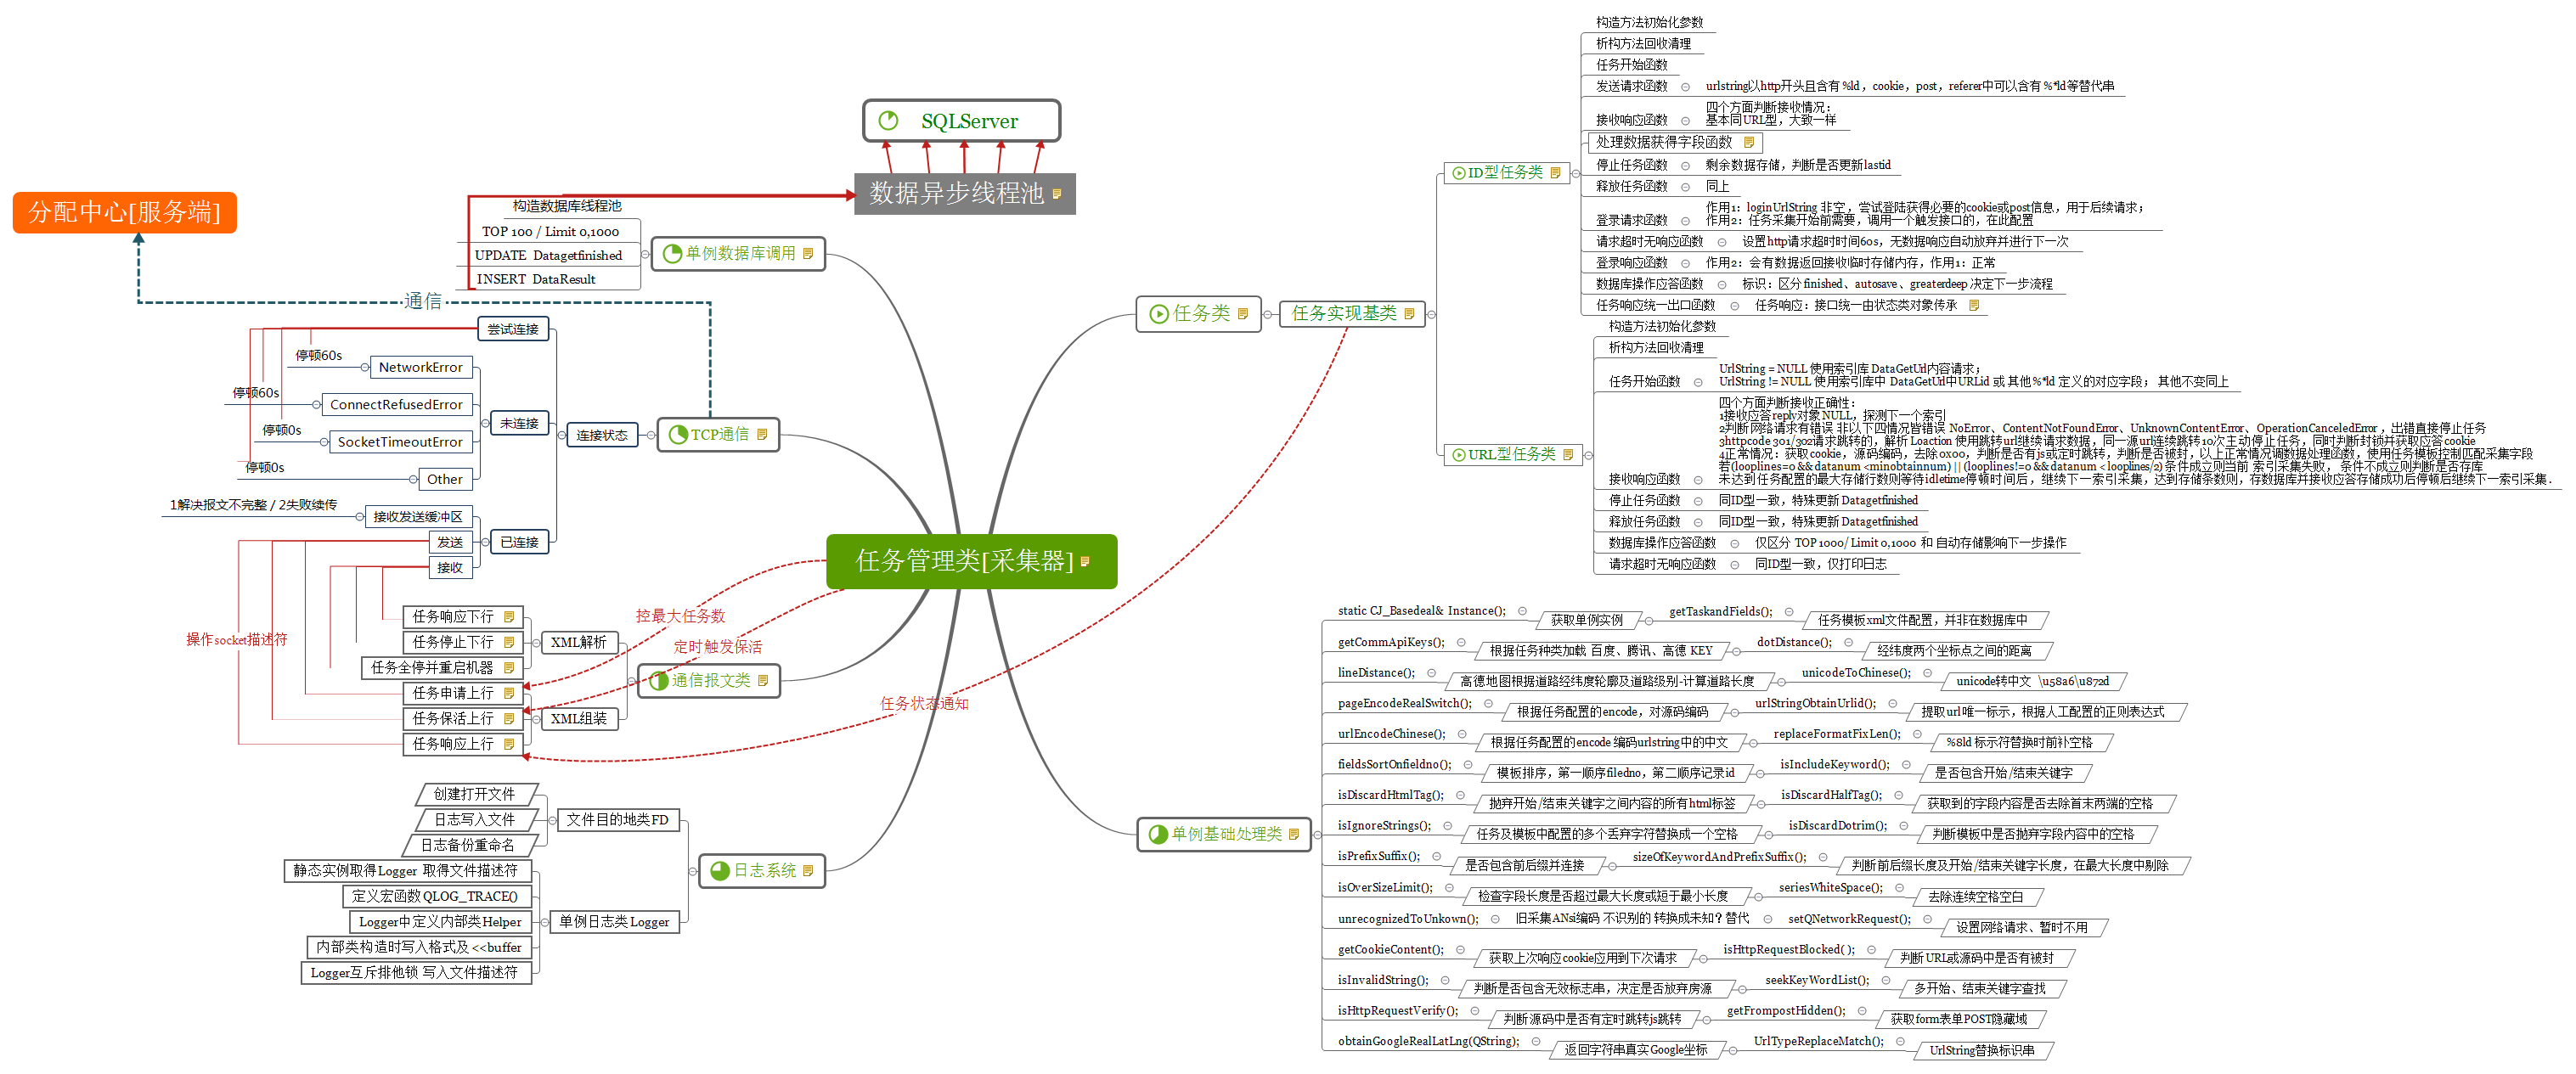 SQLServer
数据异步线程池
分配中心[服务端]
通信
构造数据库线程池
TOP 100 / Limit 0,1000
UPDATE Datagetfinished
INSERT DataResult
单例数据库调用
尝试连接
停顿60s
NetworkError
停顿60s
ConnectRefusedError
停顿0s
SocketTimeoutError
停顿0s
Other
未连接
连接状态
TCP通信
1解决报文不完整 / 2失败续传
接收发送缓冲区
发送
接收
已连接
任务管理类[采集器]
操作socket描述符
控最大任务数
定时触发保活
任务状态通知
任务响应下行
任务停止下行
任务全停并重启机器
XML解析
任务申请上行
任务保活上行
任务响应上行
XML组装
通信报文类
创建打开文件
日志写入文件
日志备份重命名
文件目的地类FD
静态实例取得Logger 取得文件描述符
定义宏函数 QLOG_TRACE()
Logger中定义内部类Helper
内部类构造时写入格式及 <<buffer
Logger互斥排他锁 写入文件描述符
单例日志类 Logger
日志系统
任务类
任务实现基类
ID型任务类
构造方法初始化参数
析构方法回收清理
任务开始函数
发送请求函数
urlstring以http开头且含有 %ld，cookie，post，referer中可以含有 %*ld等替代串
接收响应函数
四个方面判断接收情况：
基本同URL型，大致一样
处理数据获得字段函数
停止任务函数
剩余数据存储，判断是否更新lastid
释放任务函数
同上
登录请求函数
作用1：loginUrlString 非空，尝试登陆获得必要的cookie或post信息，用于后续请求；
作用2：任务采集开始前需要，调用一个触发接口的，在此配置
请求超时无响应函数
设置http请求超时时间60s，无数据响应自动放弃并进行下一次
登录响应函数
作用2：会有数据返回接收临时存储内存，作用1：正常
数据库操作应答函数
标识：区分 finished、autosave、greaterdeep 决定下一步流程
任务响应统一出口函数
任务响应：接口统一由状态类对象传承
URL型任务类
构造方法初始化参数
析构方法回收清理
任务开始函数
UrlString = NULL 使用索引库 DataGetUrl内容请求；
UrlString != NULL 使用索引库中 DataGetUrl中URLid 或 其他 %*ld 定义的对应字段； 其他不变同上
接收响应函数
四个方面判断接收正确性：
1接收应答reply对象 NULL，探测下一个索引
2判断网络请求有错误 非以下四情况皆错误 NoError、ContentNotFoundError、UnknownContentError、OperationCanceledError , 出错直接停止任务
3httpcode 301/302请求跳转的，解析 Loaction 使用跳转url继续请求数据，同一源url连续跳转10次主动停止任务，同时判断封锁并获取应答cookie
4正常情况：获取cookie，源码编码，去除0x00，判断是否有js或定时跳转，判断是否被封，以上正常情况调数据处理函数，使用任务模板控制匹配采集字段
若(looplines=0 && datanum <minobtainnum) || (looplines!=0 && datanum < looplines/2) 条件成立则当前 索引采集失败， 条件不成立则判断是否存库
未达到任务配置的最大存储行数则等待idletime停顿时间后，继续下一索引采集，达到存储条数则，存数据库并接收应答存储成功后停顿后继续下一索引采集.
停止任务函数
同ID型一致，特殊更新 Datagetfinished
释放任务函数
同ID型一致，特殊更新 Datagetfinished
数据库操作应答函数
仅区分 TOP 1000/ Limit 0,1000 和 自动存储影响下一步操作
请求超时无响应函数
同ID型一致，仅打印日志
单例基础处理类
static CJ_Basedeal& Instance();
获取单例实例
getTaskandFields();
任务模板xml文件配置，并非在数据库中
getCommApiKeys();
根据任务种类加载 百度、腾讯、高德 KEY
dotDistance();
经纬度两个坐标点之间的距离
lineDistance();
高德地图根据道路经纬度轮廓及道路级别-计算道路长度
unicodeToChinese();
unicode转中文 \u58a6\u872d
pageEncodeRealSwitch();
根据任务配置的encode，对源码编码
urlStringObtainUrlid();
提取url唯一标示，根据人工配置的正则表达式
urlEncodeChinese();
根据任务配置的encode 编码urlstring中的中文
replaceFormatFixLen();
%8ld 标示符替换时前补空格
fieldsSortOnfieldno();
模板排序，第一顺序filedno，第二顺序记录id
isIncludeKeyword();
是否包含开始/结束关键字
isDiscardHtmlTag();
抛弃开始/结束关键字之间内容的所有html标签
isDiscardHalfTag();
获取到的字段内容是否去除首末两端的空格
isIgnoreStrings();
任务及模板中配置的多个丢弃字符替换成一个空格
isDiscardDotrim();
判断模板中是否抛弃字段内容中的空格
isPrefixSuffix();
是否包含前后缀并连接
sizeOfKeywordAndPrefixSuffix();
判断前后缀长度及开始/结束关键字长度，在最大长度中剔除
isOverSizeLimit();
检查字段长度是否超过最大长度或短于最小长度
seriesWhiteSpace();
去除连续空格空白
unrecognizedToUnkown();
旧采集ANsi编码 不识别的 转换成未知？替代
setQNetworkRequest();
设置网络请求、暂时不用
getCookieContent();
获取上次响应cookie应用到下次请求
isHttpRequestBlocked( );
判断 URL或源码中是否有被封
isInvalidString();
判断是否包含无效标志串，决定是否放弃房源
seekKeyWordList();
多开始、结束关键字查找
isHttpRequestVerify();
判断源码中是否有定时跳转js跳转
getFrompostHidden();
获取form表单POST隐藏域
obtainGoogleRealLatLng(QString);
返回字符串真实Google坐标
UrlTypeReplaceMatch();
UrlString替换标识串